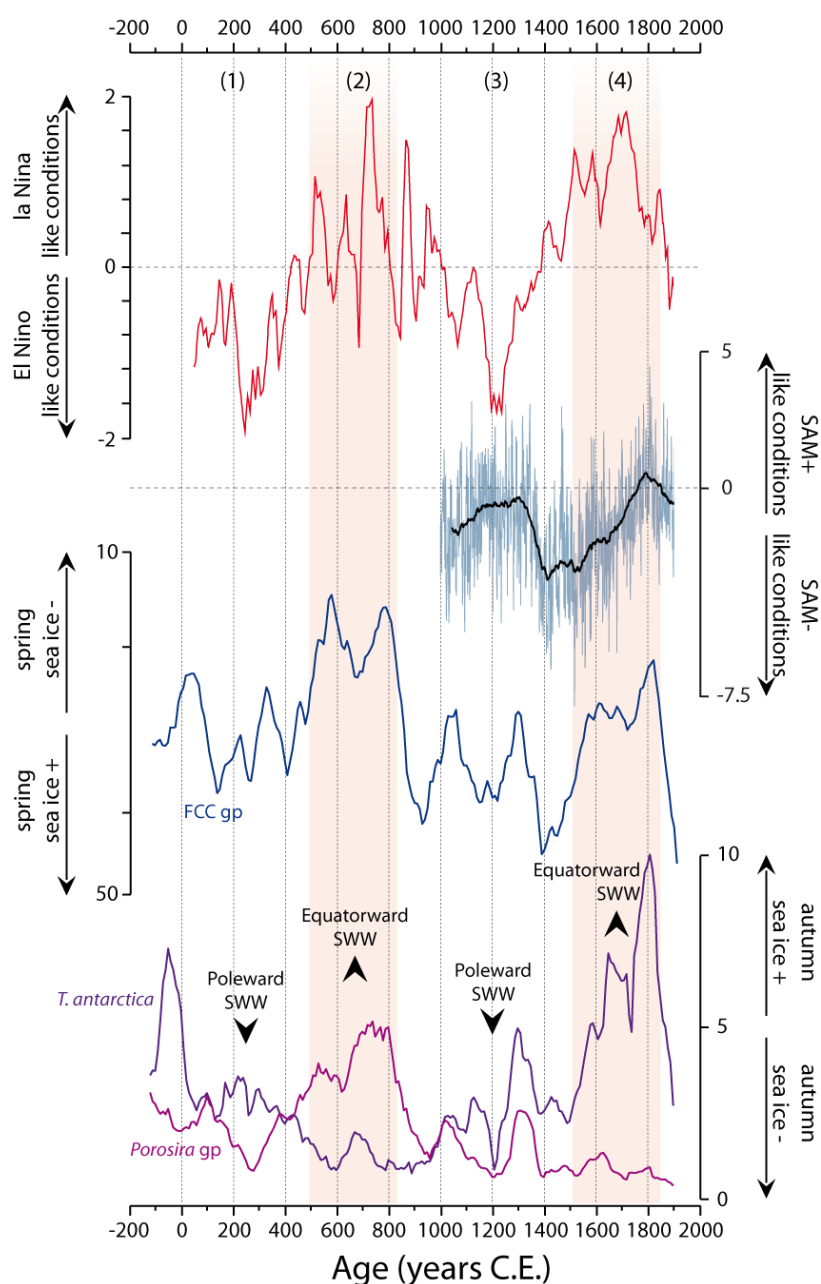 -200 0 200 400 600 800 1000 1200 1400 1600 1800 2000
(1) (2) (3) (4)
2
0
-2
la Nina
like conditions
El Nino
like conditions
5
0
-7.5
SAM+
like conditions
SAM-
like conditions
10
50
spring
sea ice -
spring
sea ice +
FCC gp
10
5
0
autumn
sea ice +
autumn
sea ice -
Equatorward
SWW
Equatorward
SWW
Poleward
SWW
Poleward
SWW
T. antarctica
Porosira gp
-200 0 200 400 600 800 1000 1200 1400 1600 1800 2000
Age (years C.E.)